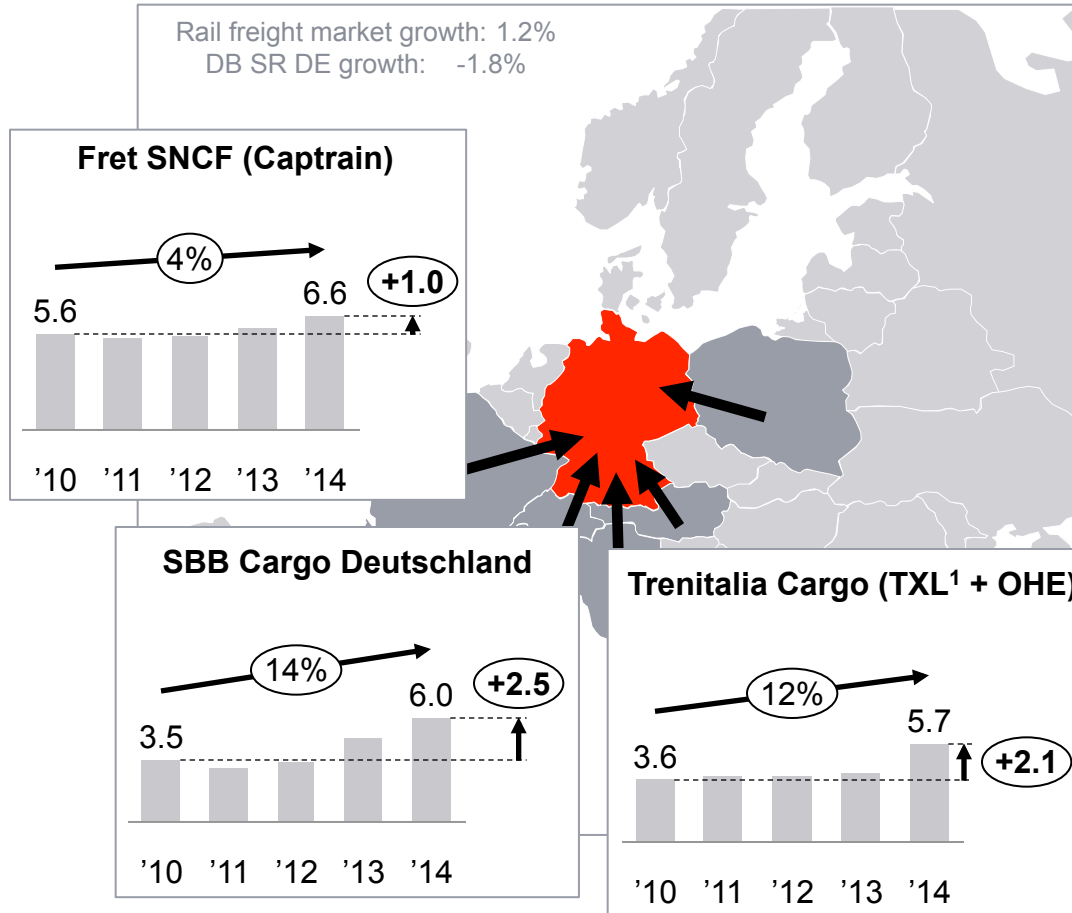 Rail freight market growth: 1.2%
DB SR DE growth: -1.8%
Fret SNCF (Captrain)
4%
+1.0
5.6
6.6
’10 ’11 ’12 ’13 ’14
SBB Cargo Deutschland
14%
+2.5
3.5
6.0
’10 ’11 ’12 ’13 ’14
Trenitalia Cargo (TXL¹ + OHE)
12%
5.7
3.6
+2.1
’10 ’11 ’12 ’13 ’14